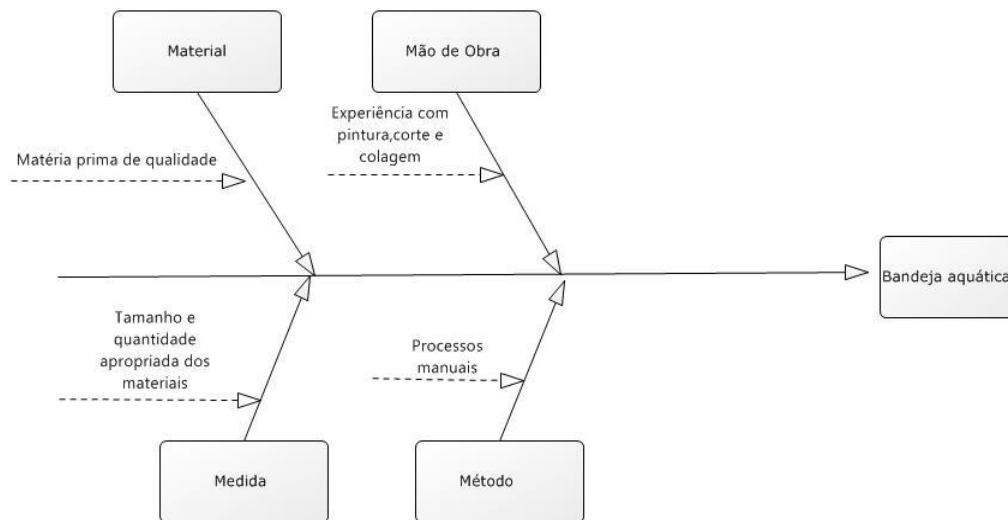 Material
Mão de Obra
Experiência com
pintura,corte e
colagem
Matéria prima de qualidade
Bandeja aquática
Tamanho e
quantidade
apropriada dos
materiais
Processos
manuais
Medida
Método